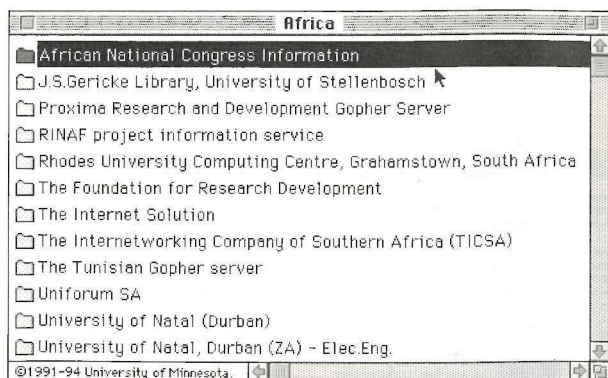 Africa
African National Congress Information
J.S.Gericke Library, University of Stellenbosch
Proxima Research and Development Gopher Server
RINAF project information service
Rhodes University Computing Centre, Grahamstown, South Africa
The Foundation for Research Development
The Internet Solution
The Internetworking Company of Southern Africa (TICSA)
The Tunisian Gopher server
Uniforum SA
University of Natal (Durban)
University of Natal, Durban (ZA) - Elec.Eng.
©1991-94 University of Minnesota.